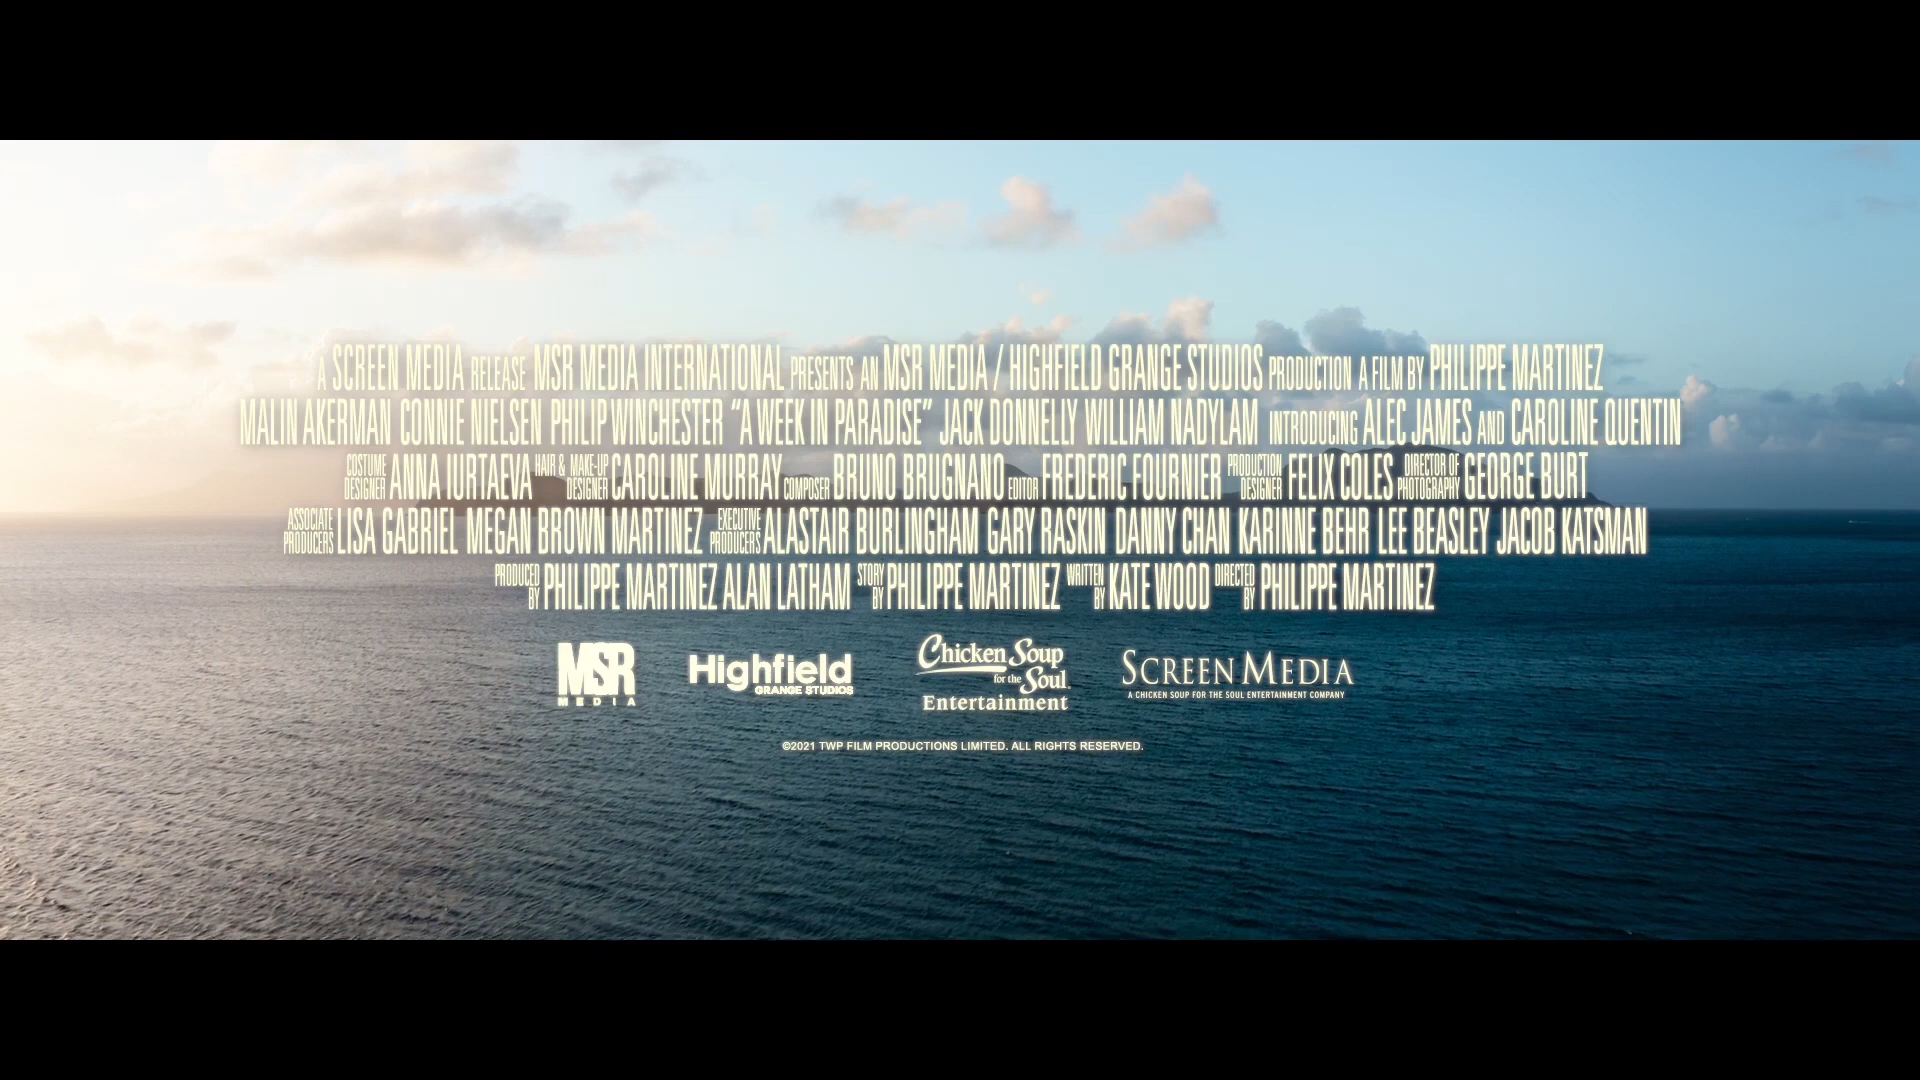 A SCREEN MEDIA RELEASE MSR MEDIA INTERNATIONAL PRESENTS AN MSR MEDIA / HIGHFIELD GRANGE STUDIOS PRODUCTION A FILM BY PHILIPPE MARTINEZ
MALIN AKERMAN CONNIE NIELSEN PHILIP WINCHESTER “A WEEK IN PARADISE” JACK DONNELLY WILLIAM NADYLAM INTRODUCING ALEC JAMES AND CAROLINE QUENTIN
COSTUME DESIGNER ANNA IURTAEVA HAIR & MAKE-UP DESIGNER CAROLINE MURRAY COMPOSER BRUNO BRUGNANO EDITOR FREDERIC FOURNIER PRODUCTION DESIGNER FELIX COLES DIRECTOR OF PHOTOGRAPHY GEORGE BURT
ASSOCIATE PRODUCERS LISA GABRIEL MEGAN BROWN MARTINEZ EXECUTIVE PRODUCERS ALASTAIR BURLINGHAM GARY RASKIN DANNY CHAN KARINNE BEHR LEE BEASLEY JACOB KATSMAN
PRODUCED BY PHILIPPE MARTINEZ ALAN LATHAM STORY BY PHILIPPE MARTINEZ WRITTEN BY KATE WOOD DIRECTED BY PHILIPPE MARTINEZ
MSR MEDIA
Highfield GRANGE STUDIOS
Chicken Soup for the Soul Entertainment
SCREEN MEDIA
A CHICKEN SOUP FOR THE SOUL ENTERTAINMENT COMPANY
©2021 TWP FILM PRODUCTIONS LIMITED. ALL RIGHTS RESERVED.